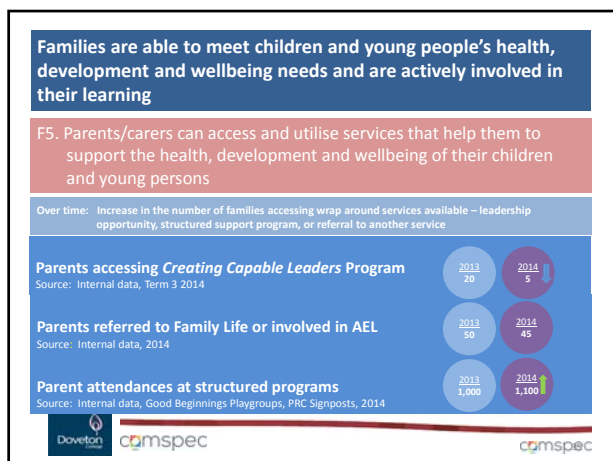 Families are able to meet children and young people's health,
development and wellbeing needs and are actively involved in
their learning
F5. Parents/carers can access and utilise services that help them to
support the health, development and wellbeing of their children
and young persons
Over time: Increase in the number of families accessing wrap around services available – leadership
opportunity, structured support program, or referral to another service
Parents accessing Creating Capable Leaders Program
Source: Internal data, Term 3 2014
2013
20
2014
5
Parents referred to Family Life or involved in AEL
Source: Internal data, 2014
2013
50
2014
45
Parent attendances at structured programs
Source: Internal data, Good Beginnings Playgroups, PRC Signposts, 2014
2013
1,000
2014
1,100
Doveton
College
comspec
comspec